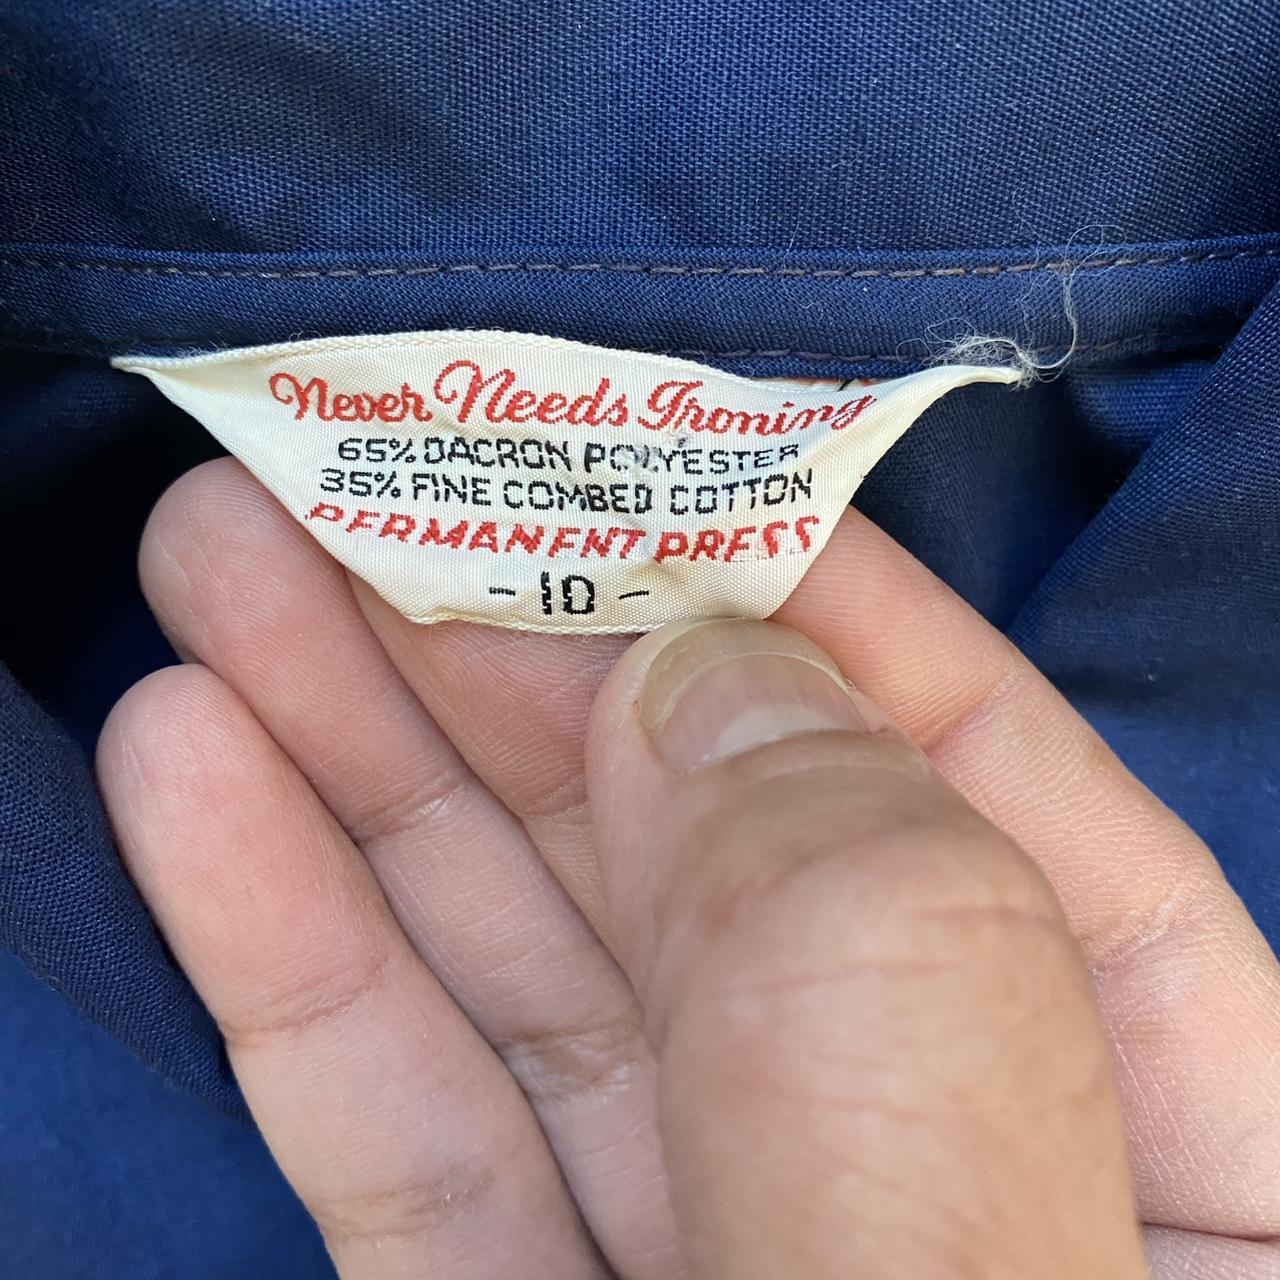 Never Needs Ironing
65% DACRON POLYESTER
35% FINE COMBED COTTON
PERMANENT PRESS
- 10 -